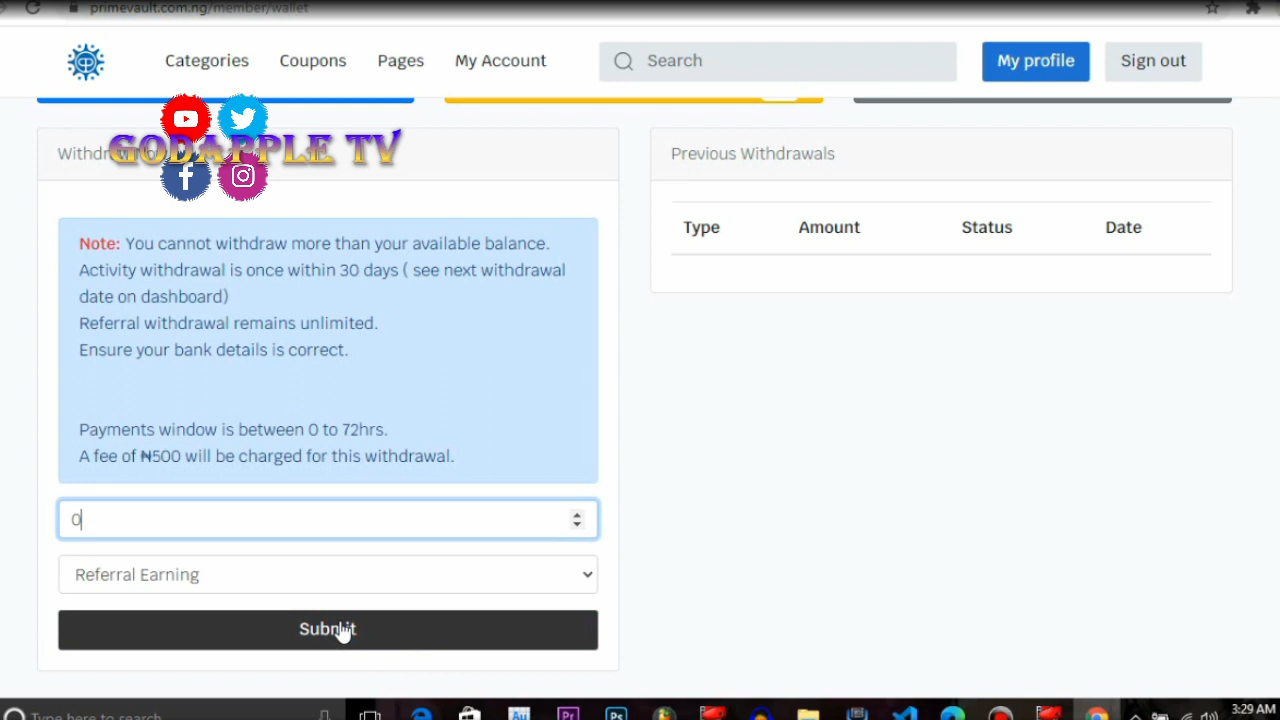 primevault.com.ng/member/wallet
Categories
Coupons
Pages
My Account
Search
My profile
Sign out
GODAPPLE TV
Previous Withdrawals
Type Amount Status Date
Note: You cannot withdraw more than your available balance.
Activity withdrawal is once within 30 days ( see next withdrawal
date on dashboard)
Referral withdrawal remains unlimited.
Ensure your bank details is correct.
Payments window is between 0 to 72hrs.
A fee of ₦500 will be charged for this withdrawal.
0
Referral Earning
Submit
Type here to search
3:29 AM